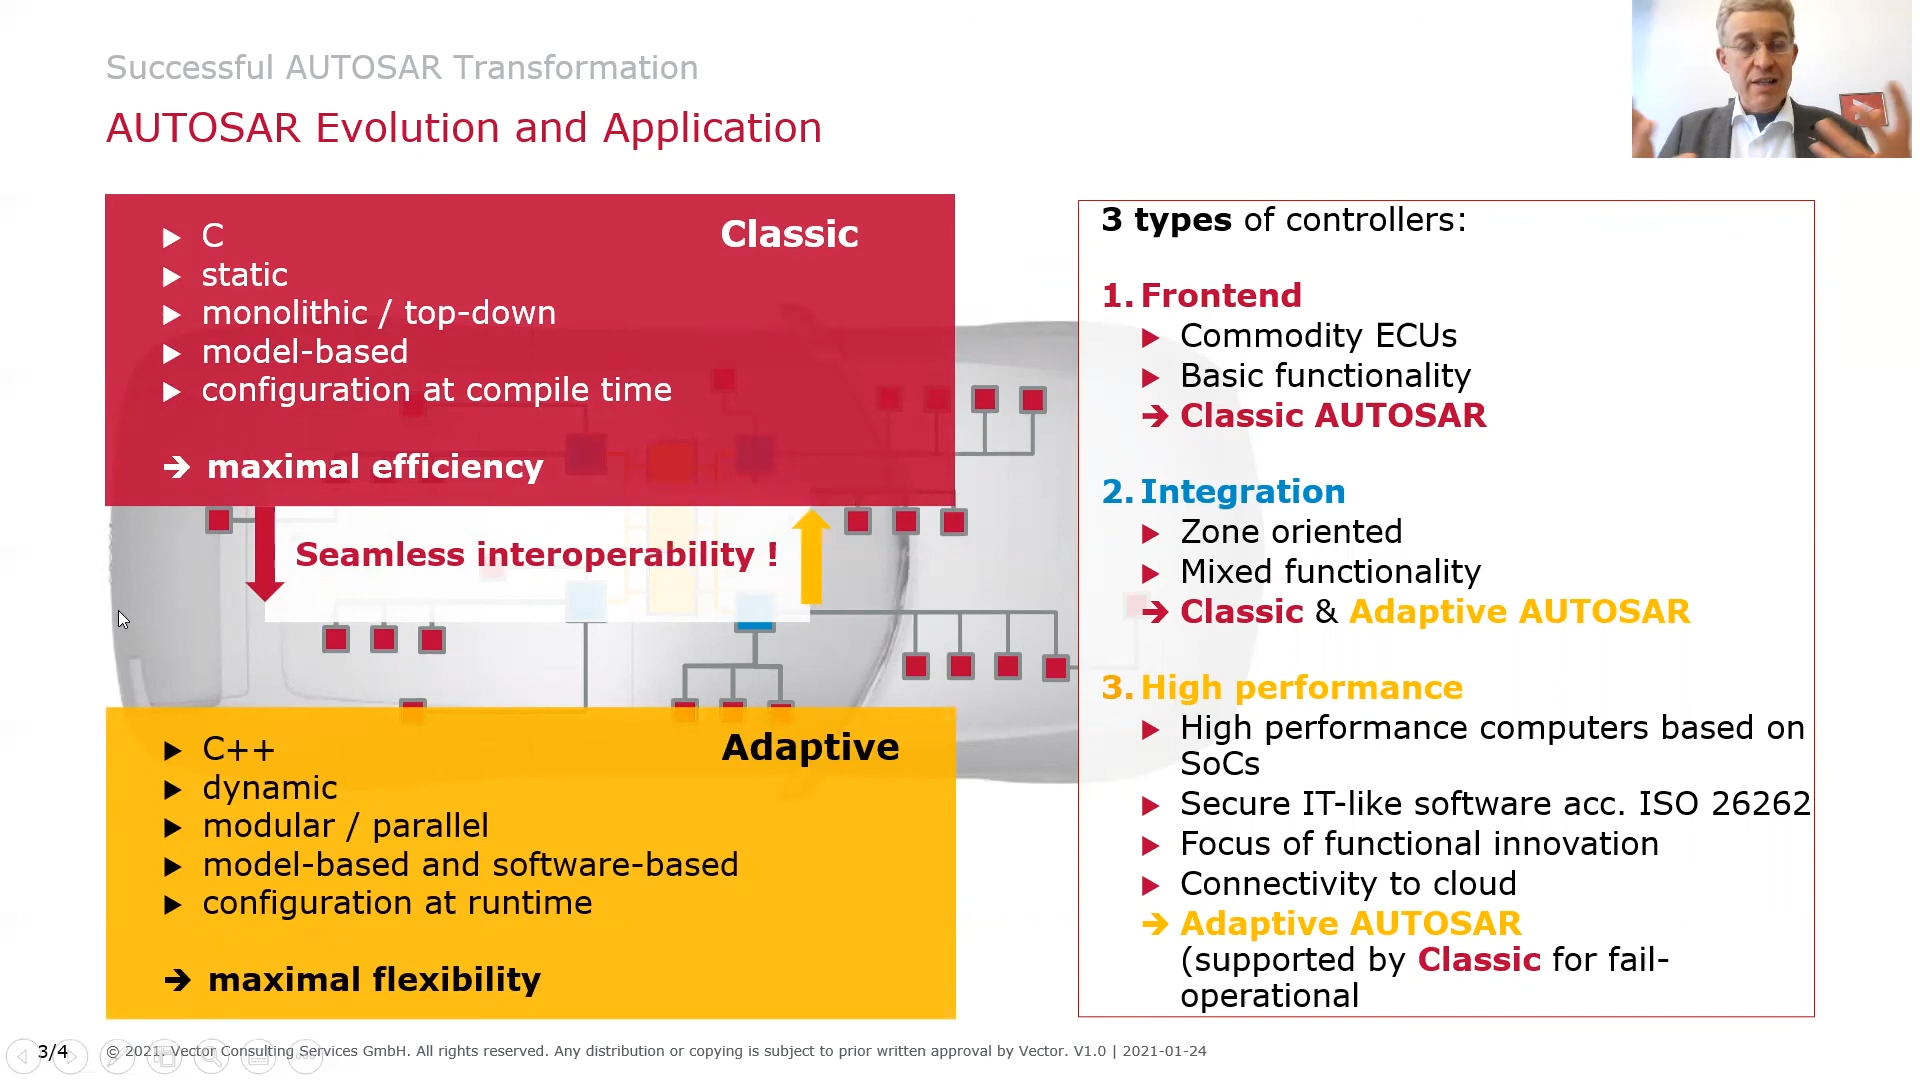 Successful AUTOSAR Transformation
AUTOSAR Evolution and Application
Classic
C
static
monolithic / top-down
model-based
configuration at compile time
➔ maximal efficiency
Seamless interoperability !
Adaptive
C++
dynamic
modular / parallel
model-based and software-based
configuration at runtime
➔ maximal flexibility
3 types of controllers:
1. Frontend
Commodity ECUs
Basic functionality
➔ Classic AUTOSAR
2. Integration
Zone oriented
Mixed functionality
➔ Classic & Adaptive AUTOSAR
3. High performance
High performance computers based on
SoCs
Secure IT-like software acc. ISO 26262
Focus of functional innovation
Connectivity to cloud
➔ Adaptive AUTOSAR
(supported by Classic for fail-
operational
3/4
© 2021. Vector Consulting Services GmbH. All rights reserved. Any distribution or copying is subject to prior written approval by Vector. V1.0 | 2021-01-24